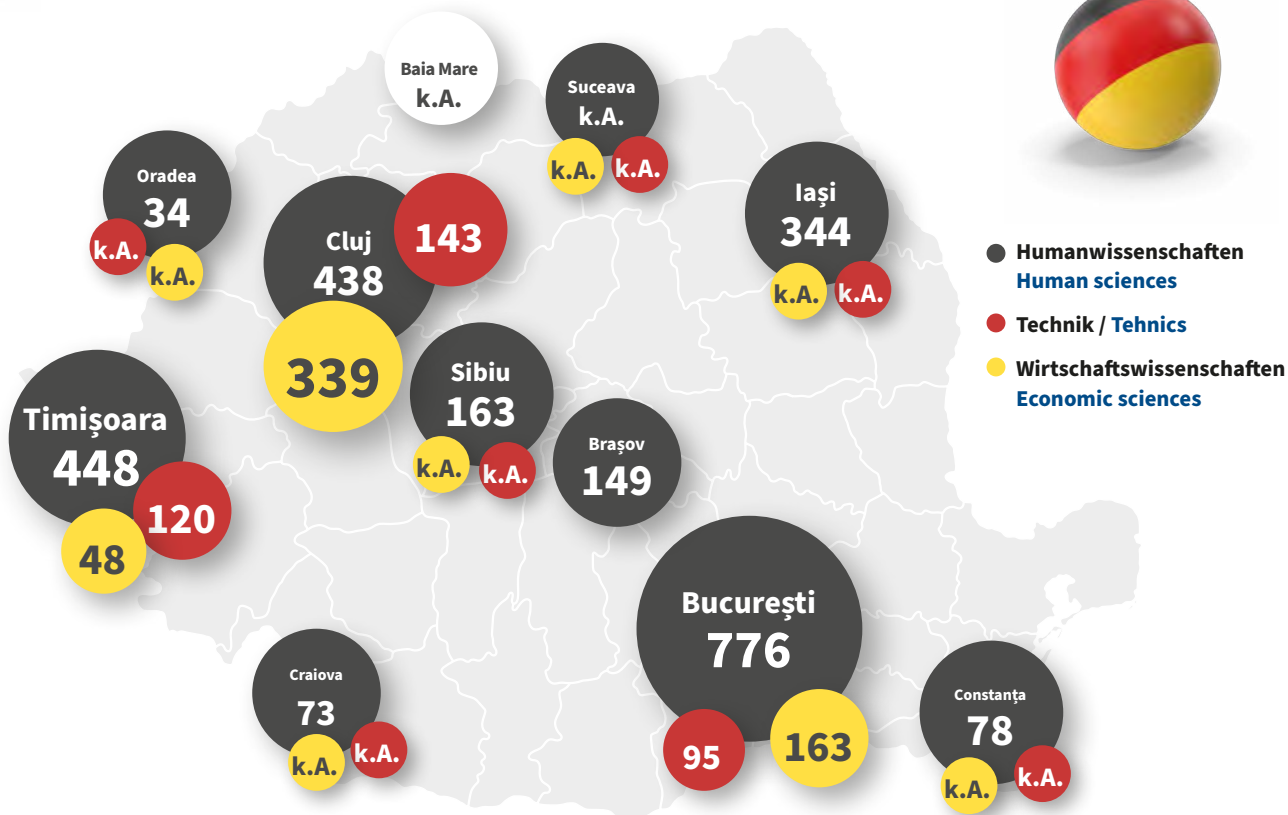 Baia Mare
k.A.
Suceava
k.A.
k.A.
k.A.
Oradea
34
k.A.
k.A.
Cluj
438
143
339
Iași
344
k.A.
k.A.
Humanwissenschaften
Human sciences
Technik / Tehnics
Wirtschaftswissenschaften
Economic sciences
Timișoara
448
120
48
Sibiu
163
k.A.
k.A.
Brașov
149
București
776
95
163
Craiova
73
k.A.
k.A.
Constanța
78
k.A.
k.A.